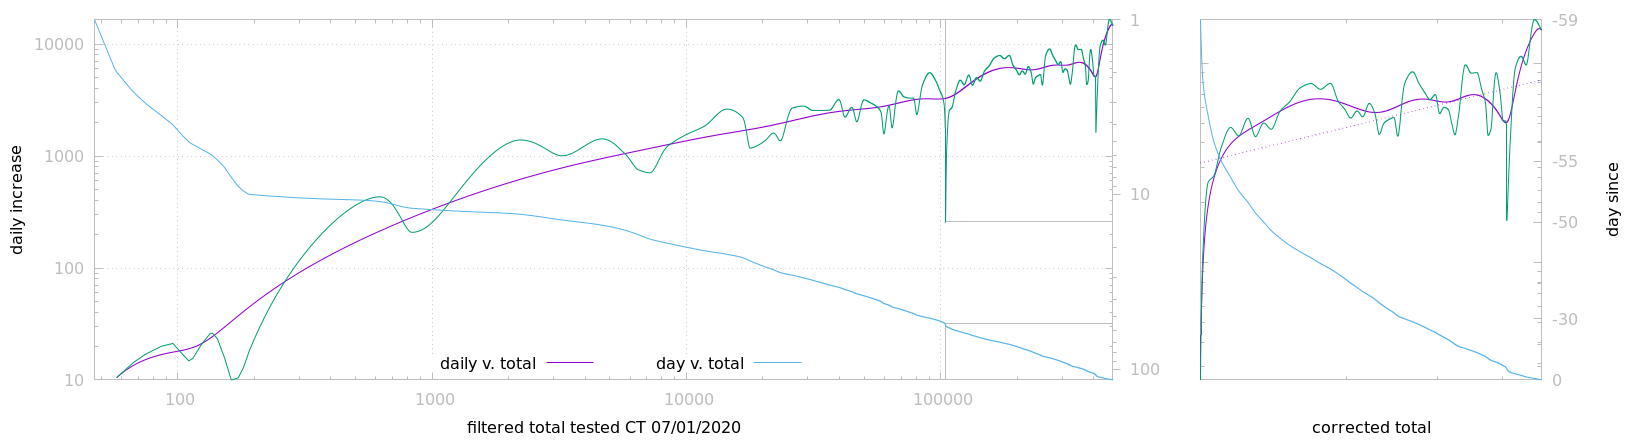 10000
1000
100
10
daily increase
daily v. total
day v. total
100
1000
10000
100000
filtered total tested CT 07/01/2020
1
10
100
-59
-55
-50
-30
0
day since
corrected total